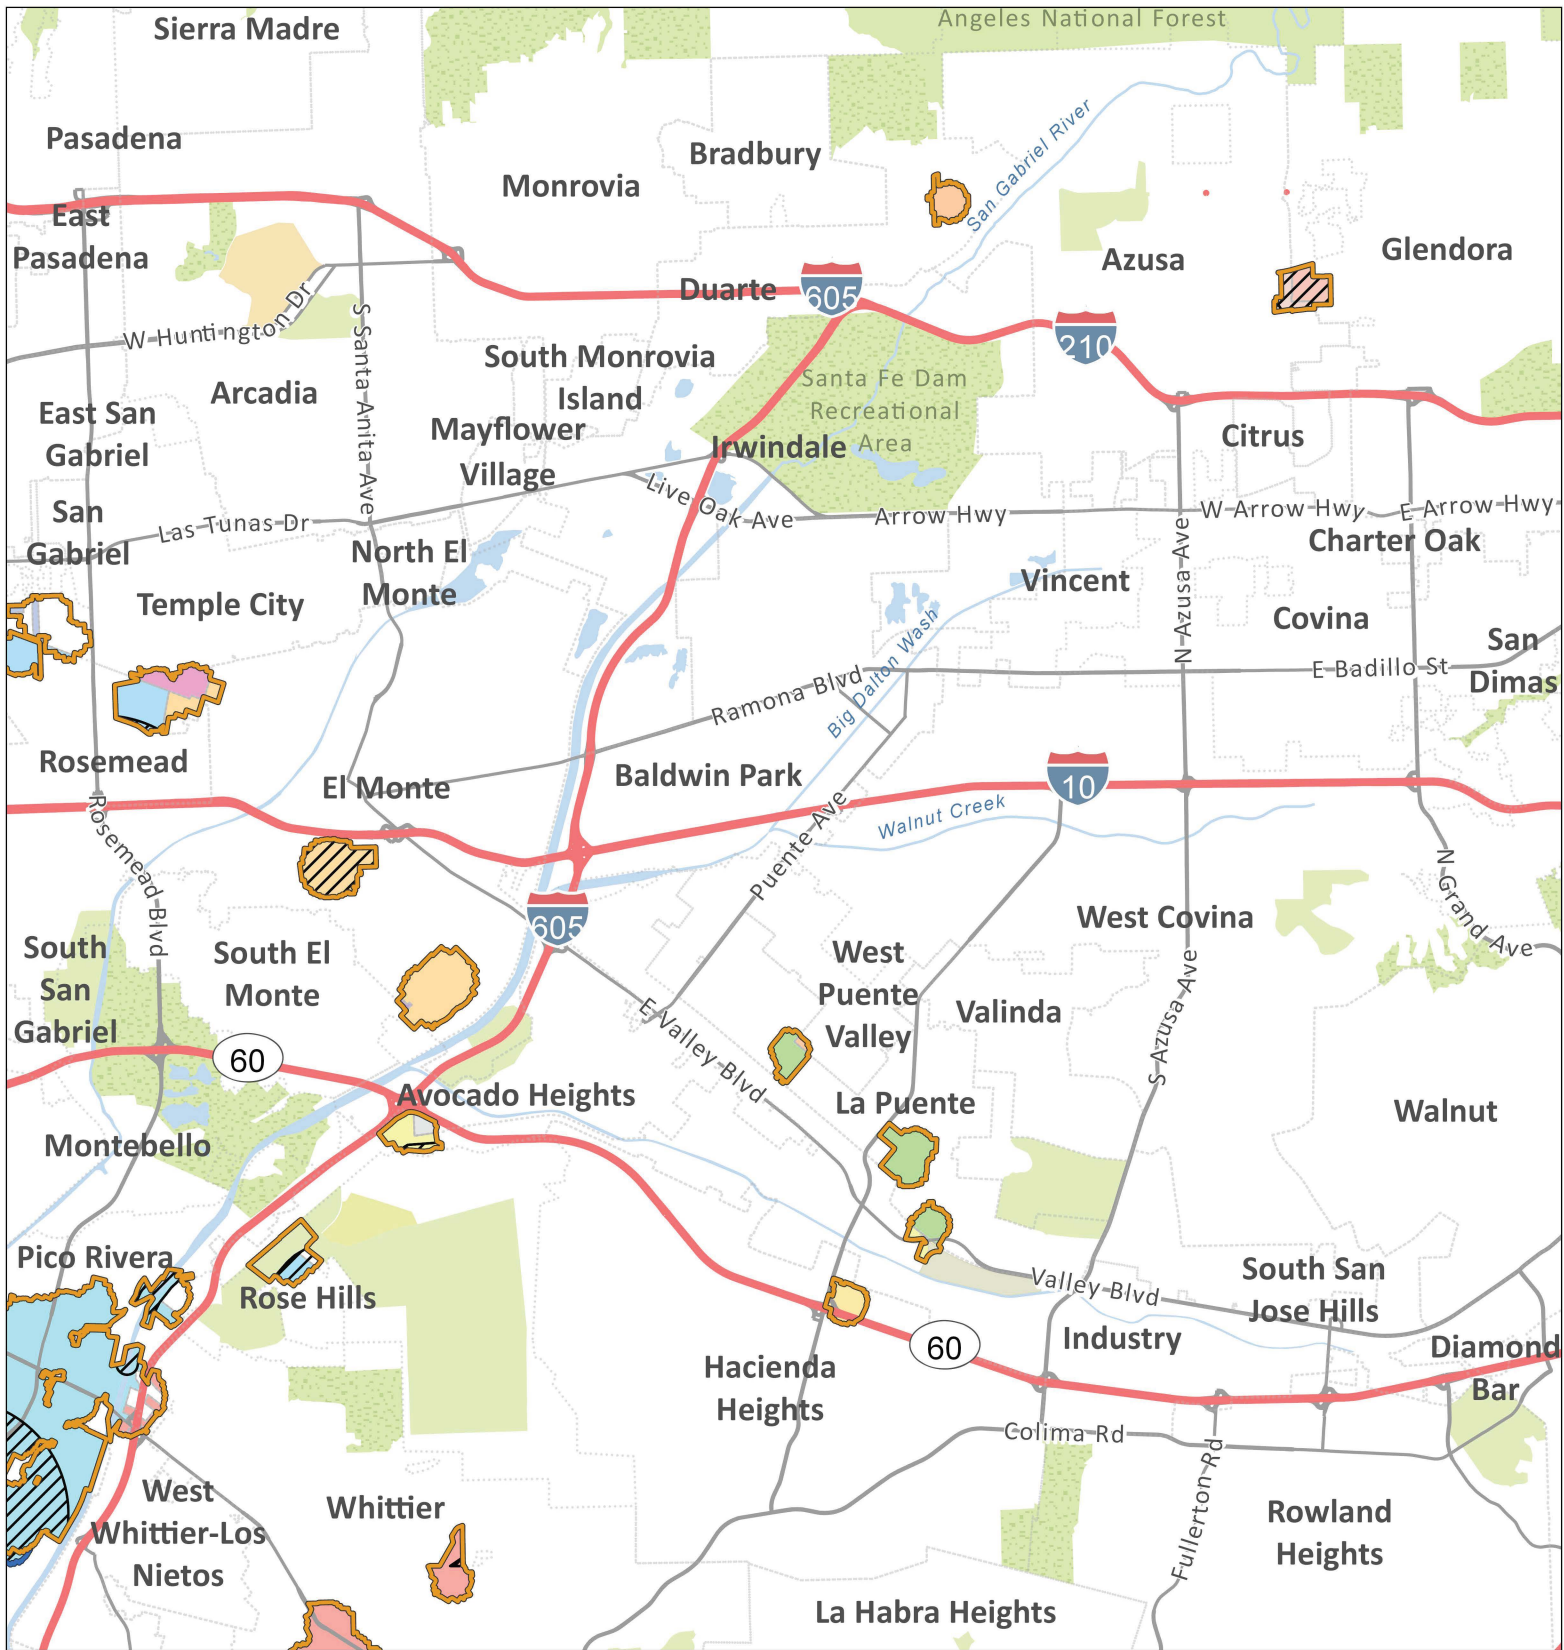 Angeles National Forest
Sierra Madre
Pasadena
Bradbury
Monrovia
San Gabriel River
East
Pasadena
Azusa
Glendora
Duarte
605
210
W Huntington Dr
S Santa Anita Ave
South Monrovia
Island
Santa Fe Dam
Recreational
Area
Arcadia
East San
Gabriel
Mayflower
Village
Irwindale
Citrus
San
Gabriel
Las Tunas Dr
Live Oak Ave
Arrow Hwy
W Arrow Hwy
E Arrow Hwy
Charter Oak
North El
Monte
Vincent
N Azusa Ave
Temple City
Covina
San
Dimas
Big Dalton Wash
Ramona Blvd
E Badillo St
Rosemead
El Monte
Baldwin Park
10
Walnut Creek
Rosemead Blvd
Puente Ave
N Grand Ave
605
West Covina
South
San
Gabriel
South El
Monte
West
Puente
Valley
Valinda
E Valley Blvd
S Azusa Ave
60
Avocado Heights
La Puente
Walnut
Montebello
Pico Rivera
Rose Hills
Valley Blvd
South San
Jose Hills
Industry
60
Diamond
Bar
Hacienda
Heights
Colima Rd
Fullerton Rd
West
Whittier-Los
Nietos
Whittier
Rowland
Heights
La Habra Heights